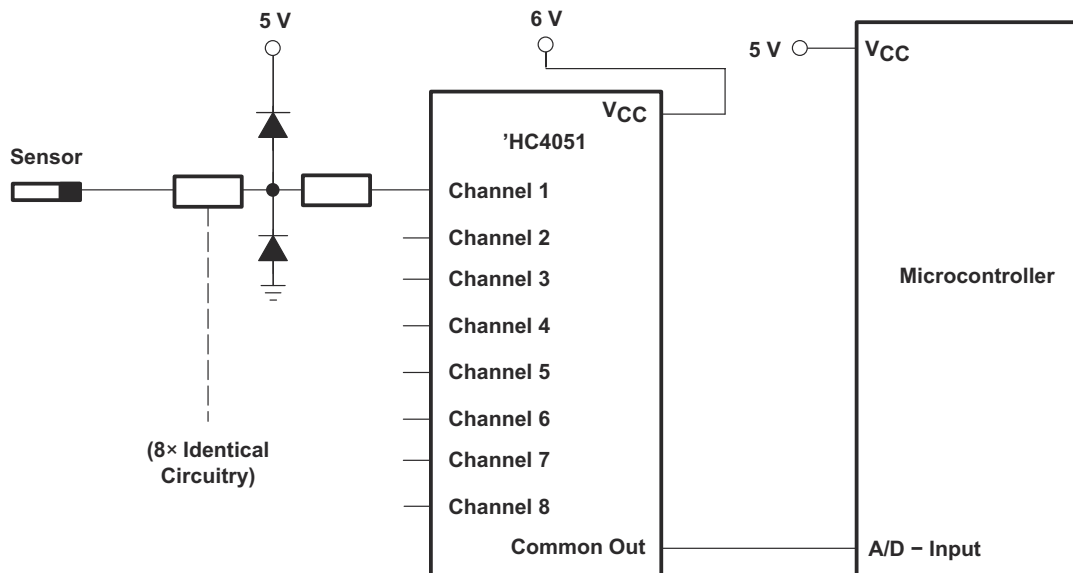 5 V
6 V
5 V
VCC
VCC
’HC4051
Sensor
Channel 1
Channel 2
Channel 3
Channel 4
Channel 5
Channel 6
Channel 7
Channel 8
Common Out
(8× Identical
Circuitry)
Microcontroller
A/D − Input